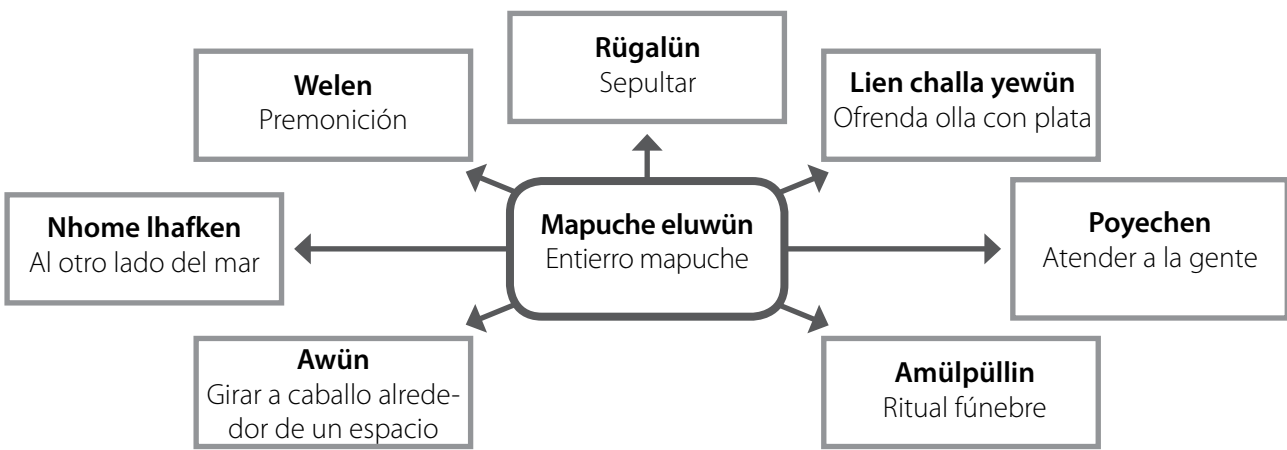 Rügalün
Sepultar
Welen
Premonición
Lien challa yewün
Ofrenda olla con plata
Nhome lhafken
Al otro lado del mar
Mapuche eluwün
Entierro mapuche
Poyechen
Atender a la gente
Awün
Girar a caballo alrede-
dor de un espacio
Amülpüllin
Ritual fúnebre